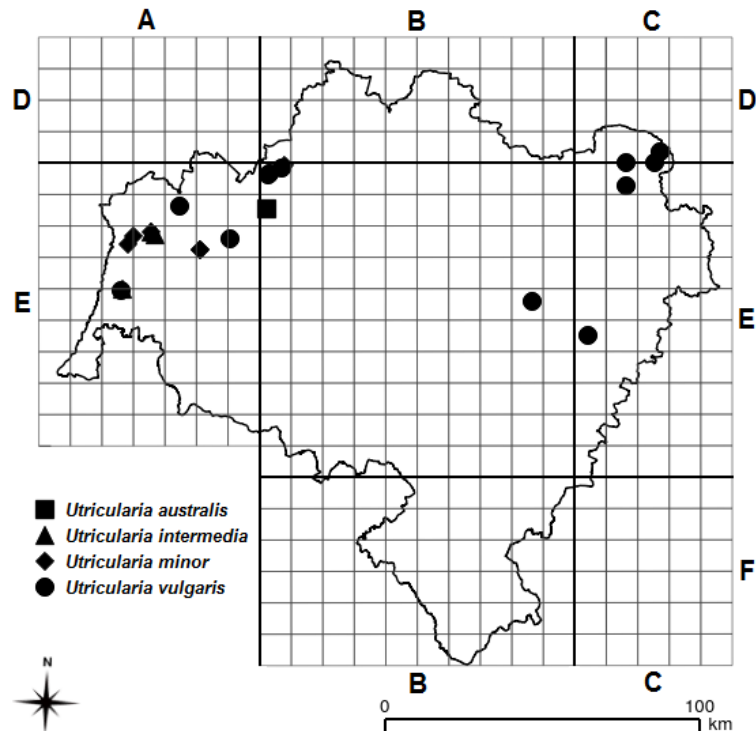 A B C
D D
E E
Utricularia australis
Utricularia intermedia
Utricularia minor
Utricularia vulgaris
F
N
B C
0 100
km